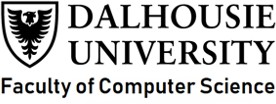 DALHOUSIE
UNIVERSITY
Faculty of Computer Science